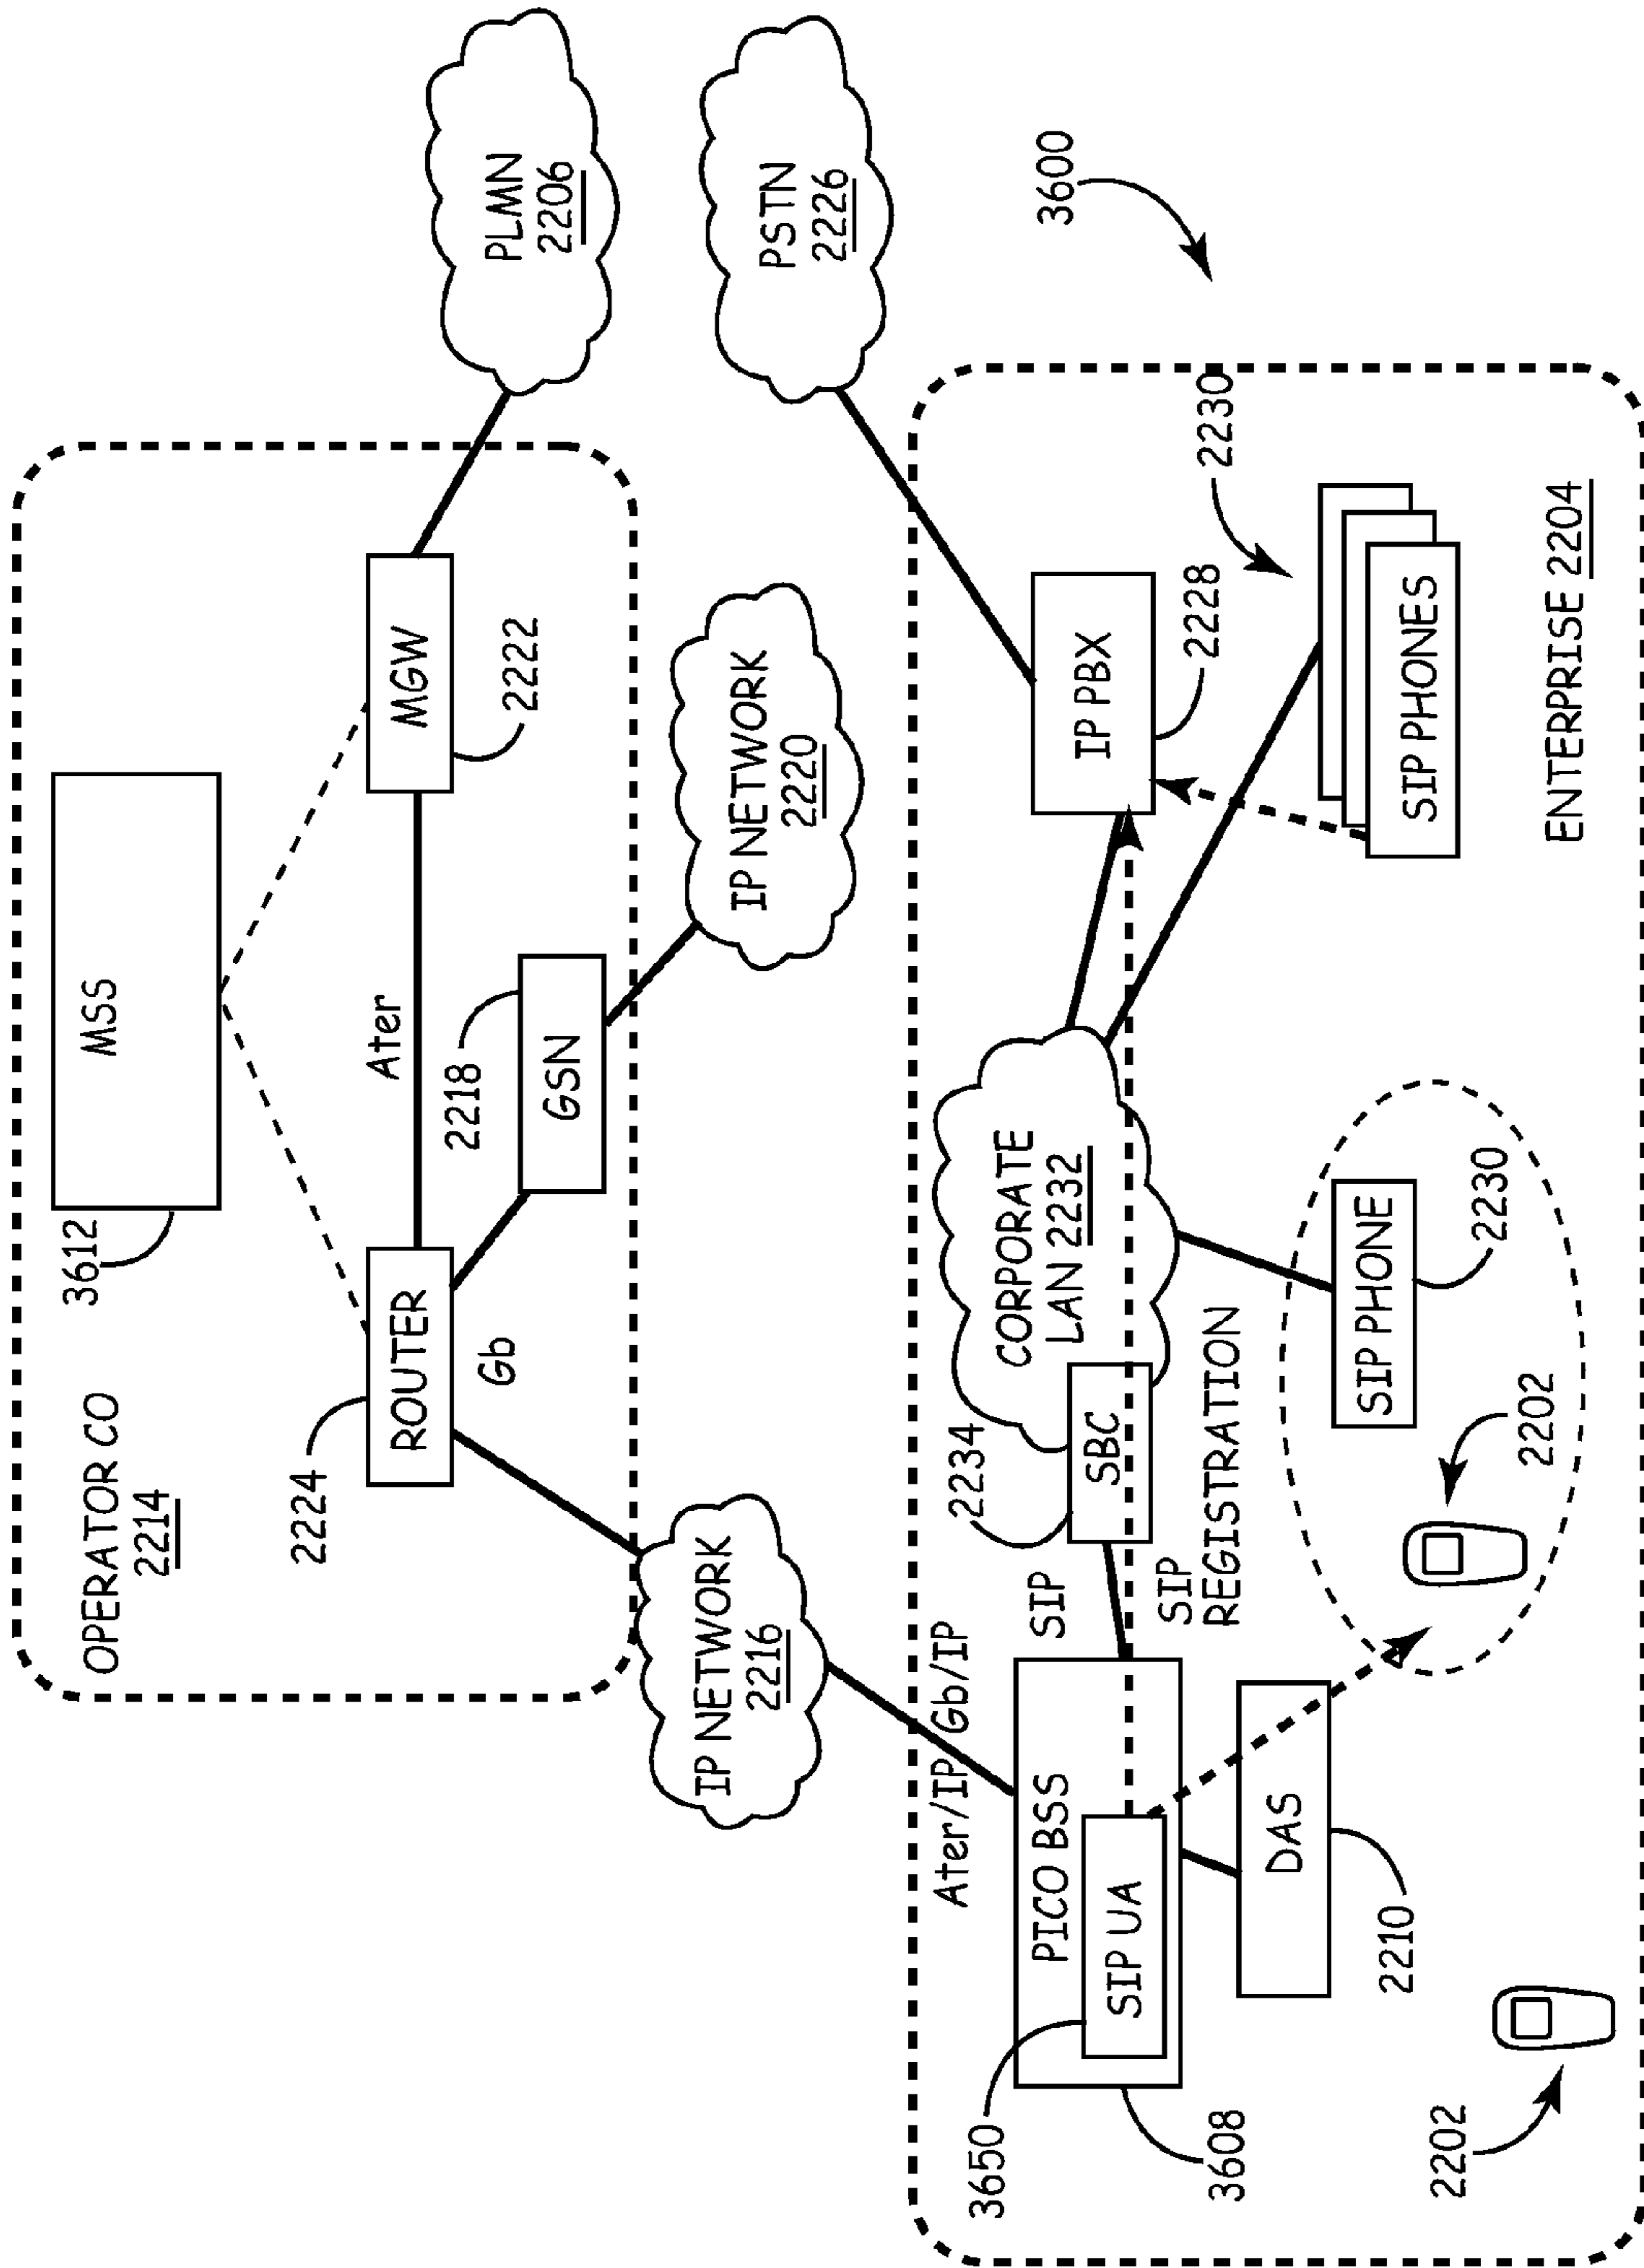 OPERATOR CO
2214
3612
MSS
2224
ROUTER
Ater
MGW
2222
Gb
2218
GSN
PLMN
2206
IP NETWORK
2220
PSTN
2226
IP NETWORK
2216
3600
Ater/IP
Gb/IP
PICO BSS
SIP UA
3650
3608
SIP
2234
SBC
CORPORATE
LAN 2232
SIP
REGISTRATION
IP PBX
2228
2230
SIP PHONES
DAS
2210
SIP PHONE
2230
2202
2202
ENTERPRISE 2204